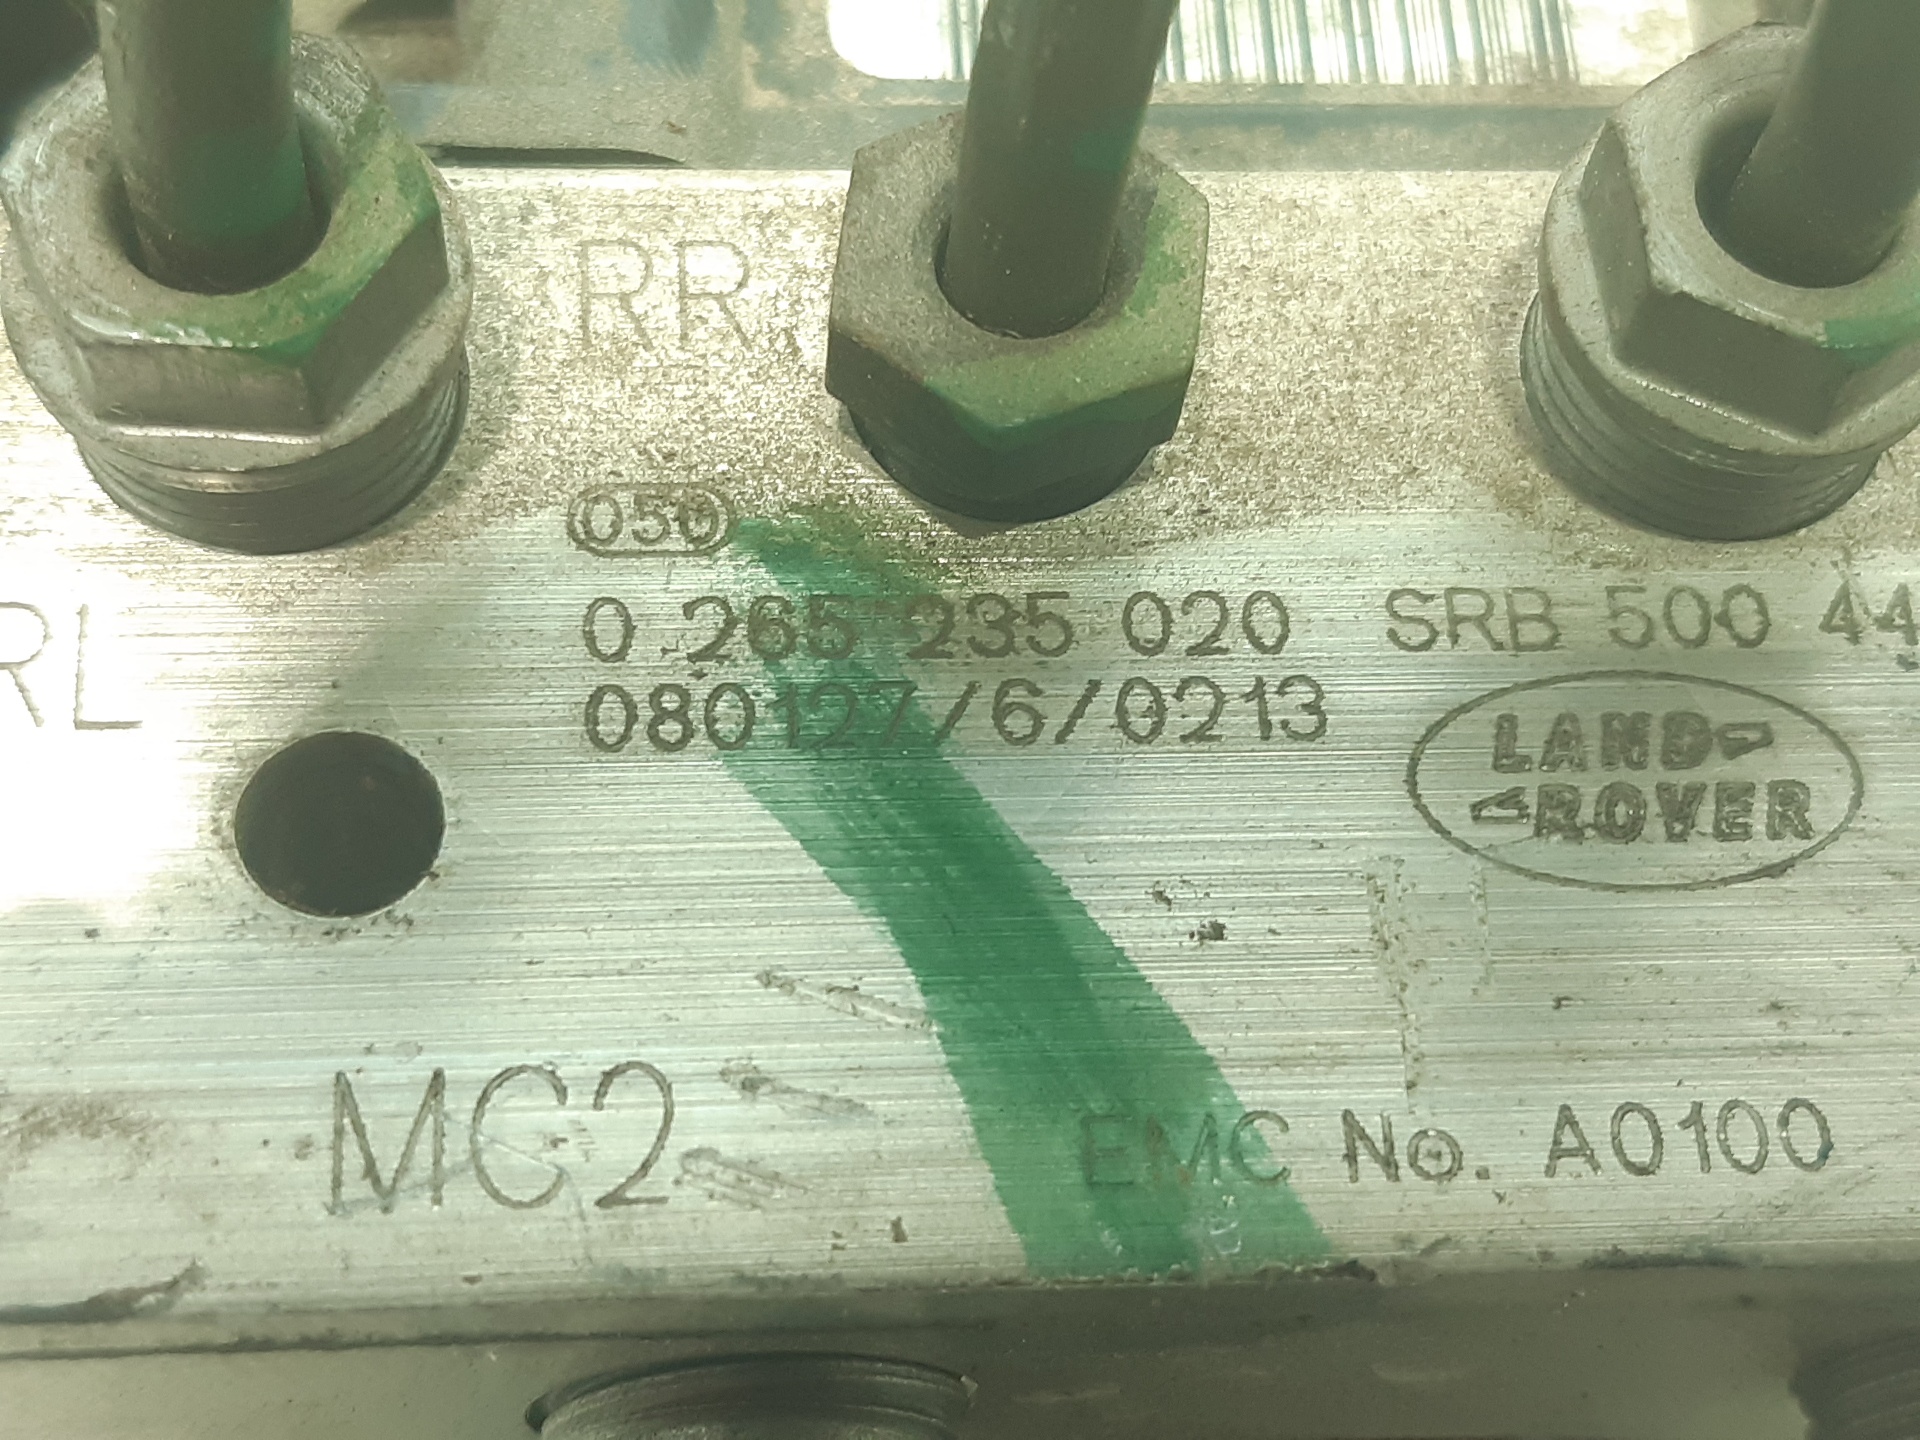 RR
050
0 265 235 020 SRB 500 44
RL
080127/6/0213
LAND
ROVER
MC2
EMC No. A0100